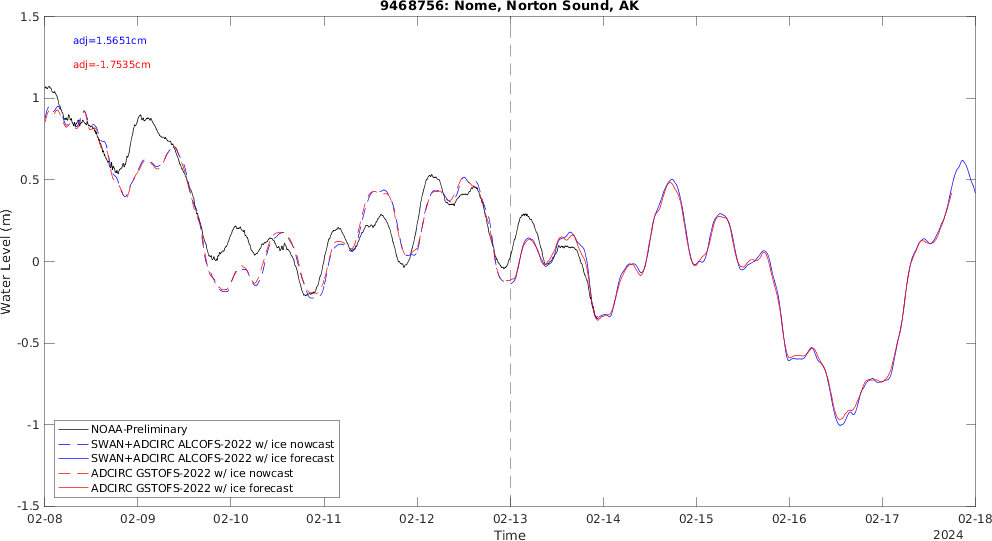 9468756: Nome, Norton Sound, AK
1.5
adj=1.5651cm
adj=-1.7535cm
1
0.5
0
-0.5
-1
-1.5
Water Level (m)
NOAA-Preliminary
SWAN+ADCIRC ALCOFS-2022 w/ ice nowcast
SWAN+ADCIRC ALCOFS-2022 w/ ice forecast
ADCIRC GSTOFS-2022 w/ ice nowcast
ADCIRC GSTOFS-2022 w/ ice forecast
02-08 02-09 02-10 02-11 02-12 02-13 02-14 02-15 02-16 02-17 02-18
Time
2024